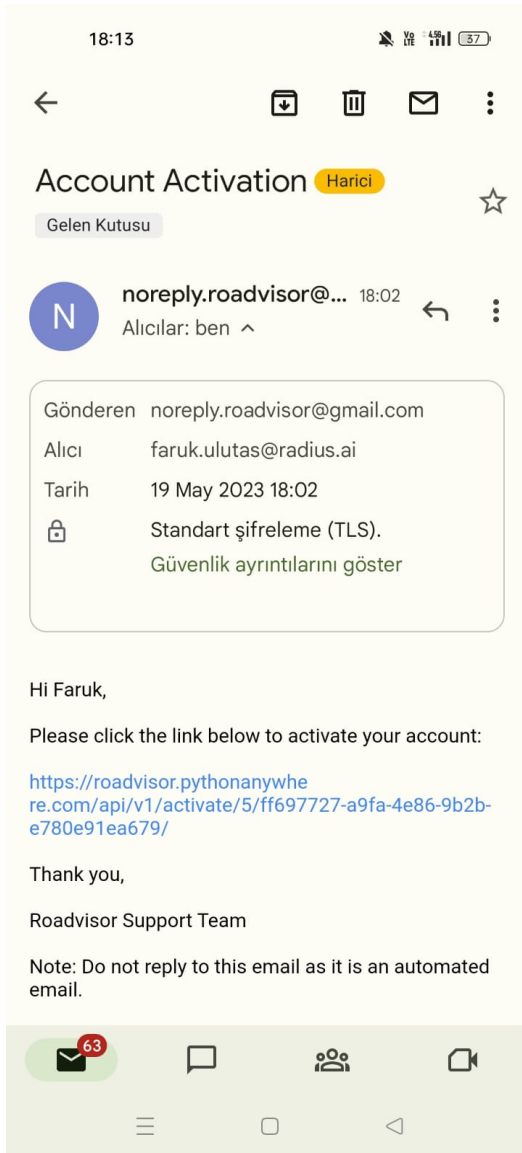 18:13
Vo LTE 4.5G 37
Account Activation Harici
Gelen Kutusu
N
noreply.roadvisor@... 18:02
Alıcılar: ben
Gönderen noreply.roadvisor@gmail.com
Alıcı faruk.ulutas@radius.ai
Tarih 19 May 2023 18:02
Standart şifreleme (TLS).
Güvenlik ayrıntılarını göster
Hi Faruk,
Please click the link below to activate your account:
https://roadvisor.pythonanywhe
re.com/api/v1/activate/5/ff697727-a9fa-4e86-9b2b-
e780e91ea679/
Thank you,
Roadvisor Support Team
Note: Do not reply to this email as it is an automated
email.
63